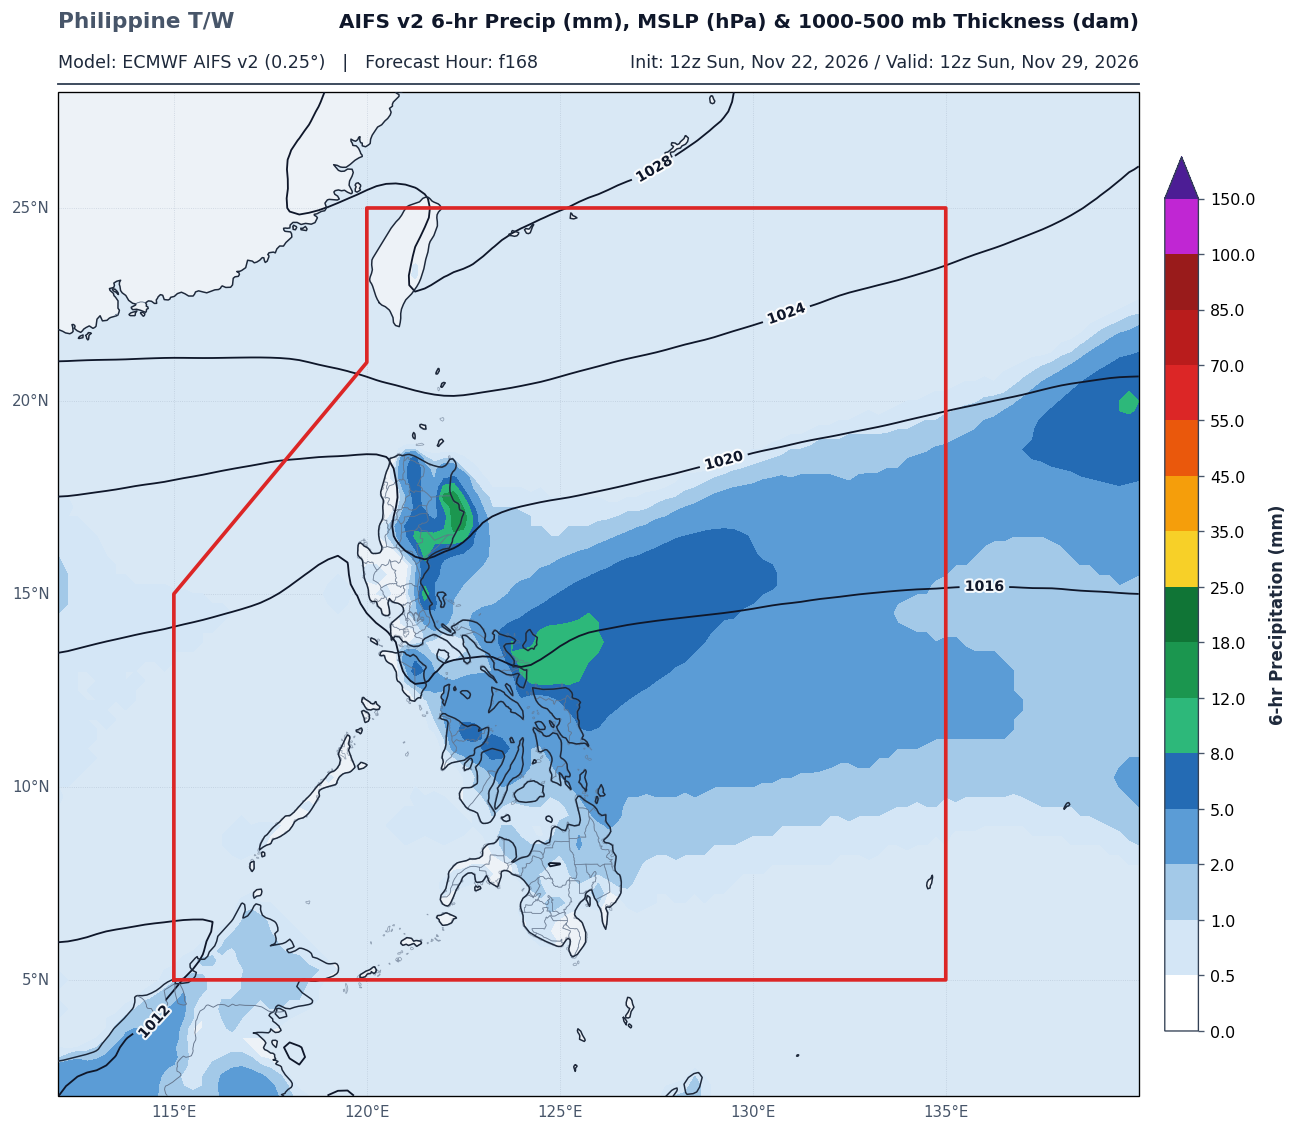 Philippine T/W
AIFS v2 6-hr Precip (mm), MSLP (hPa) & 1000-500 mb Thickness (dam)
Model: ECMWF AIFS v2 (0.25°) | Forecast Hour: f168
Init: 12z Sun, Nov 22, 2026 / Valid: 12z Sun, Nov 29, 2026
1028
1024
1020
1016
1012
25°N
20°N
15°N
10°N
5°N
115°E
120°E
125°E
130°E
135°E
150.0
100.0
85.0
70.0
55.0
45.0
35.0
25.0
18.0
12.0
8.0
5.0
2.0
1.0
0.5
0.0
6-hr Precipitation (mm)